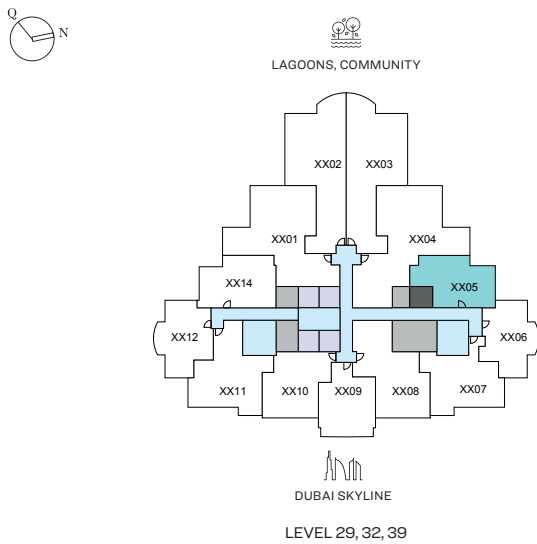 Q
N
LAGOONS, COMMUNITY
XX02
XX03
XX01
XX04
XX14
XX05
XX12
XX06
XX11
XX10
XX09
XX08
XX07
DUBAI SKYLINE
LEVEL 29, 32, 39